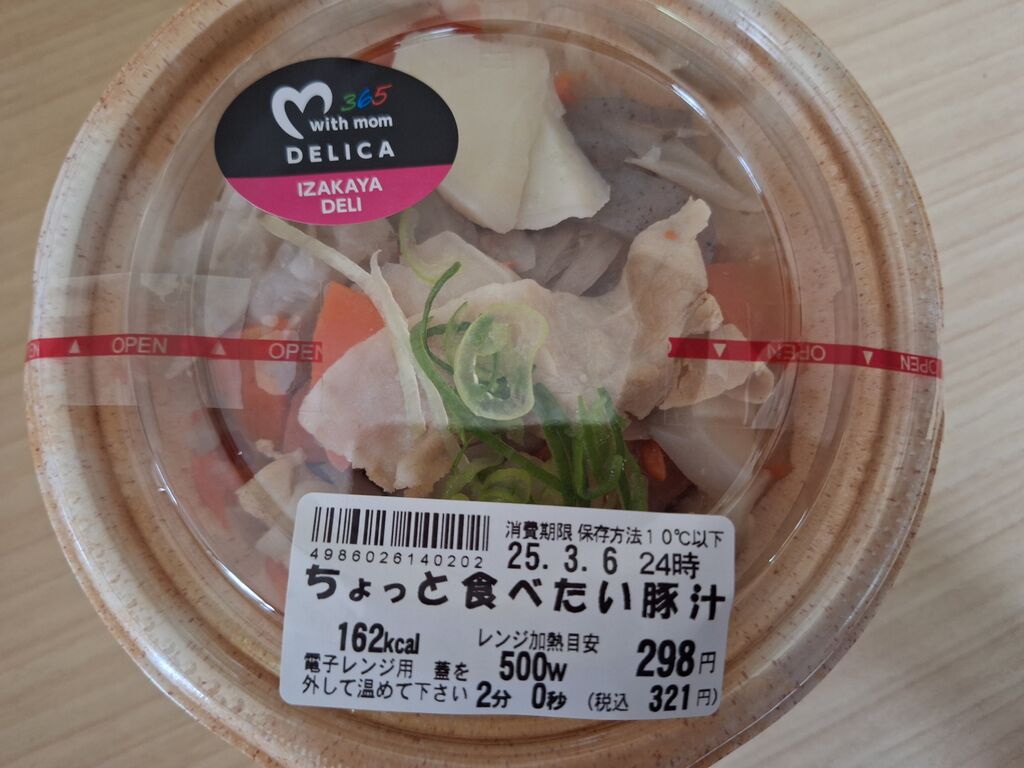 365
with mom
DELICA
IZAKAYA
DELI
OPEN OPEN
OPEN OPEN
4986026140202
消費期限 保存方法10℃以下
25.3.6 24時
ちょっと食べたい豚汁
162kcal レンジ加熱目安 298円
電子レンジ用 蓋を 500w
外して温めて下さい 2分 0秒 (税込 321円)